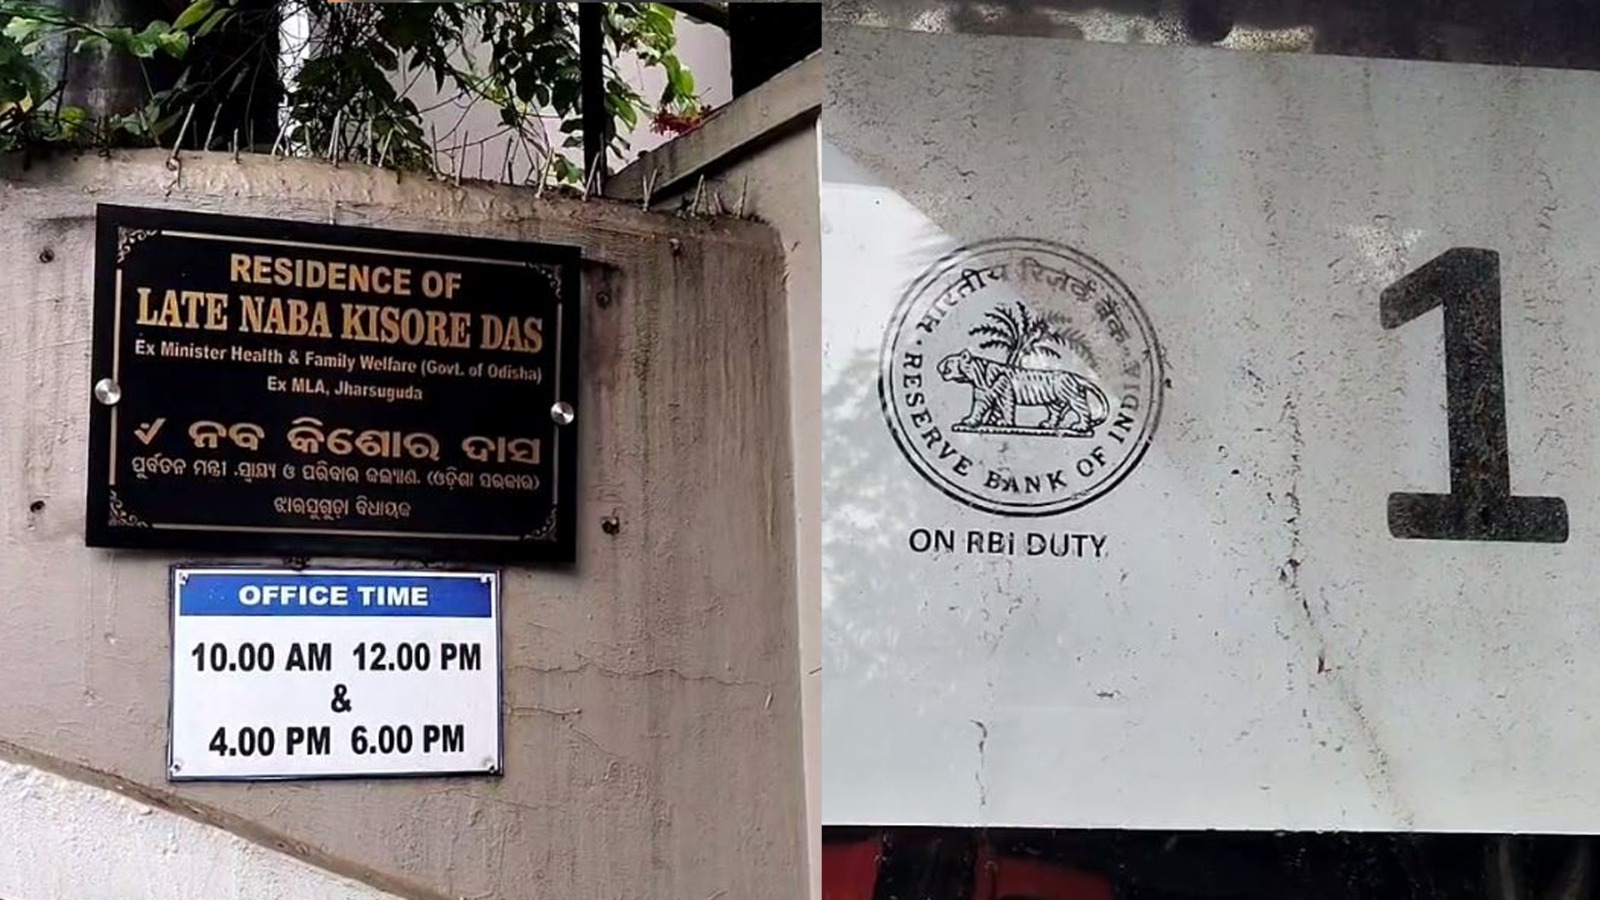 RESIDENCE OF
LATE NABA KISORE DAS
Ex Minister Health & Family Welfare (Govt. of Odisha)
Ex MLA, Jharsuguda
ନବ କିଶୋର ଦାସ
ପୂର୍ବତନ ମନ୍ତ୍ରୀ .ସ୍ୱାସ୍ଥ୍ୟ ଓ ପରିବାର କଲ୍ୟାଣ. (ଓଡ଼ିଶା ସରକାର)
ଝାରସୁଗୁଡ଼ା ବିଧାୟକ
OFFICE TIME
10.00 AM 12.00 PM
&
4.00 PM 6.00 PM
भारतीय रिज़र्व बैंक
RESERVE BANK OF INDIA
ON RBi DUTY
1